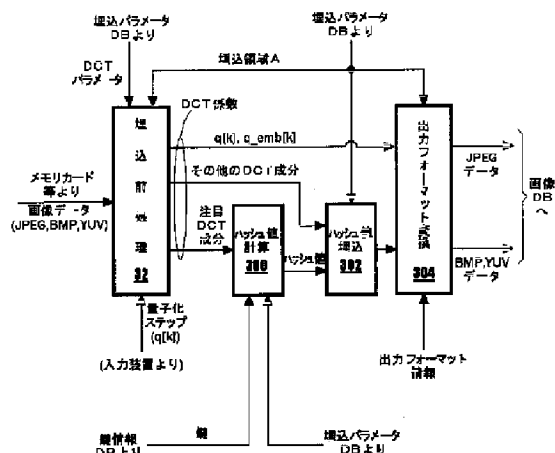 埋込パラメータ
DBより
埋込パラメータ
DBより
DCT
パラメータ
埋込領域A
DCT係数
q[k], q_emb[k]
その他のDCT成分
埋込前処理
32
メモリカード
等より
画像データ
(JPEG,BMP,YUV)
注目
DCT
成分
ハッシュ値
計算
300
ハッシュ値
ハッシュ値
埋込
302
出力フォーマット変換
304
JPEG
データ
BMP,YUV
データ
画像
DB
へ
量子化
ステップ
(q[k])
(入力装置より)
出力フォーマット
情報
鍵情報
DBより
鍵
埋込パラメータ
DBより